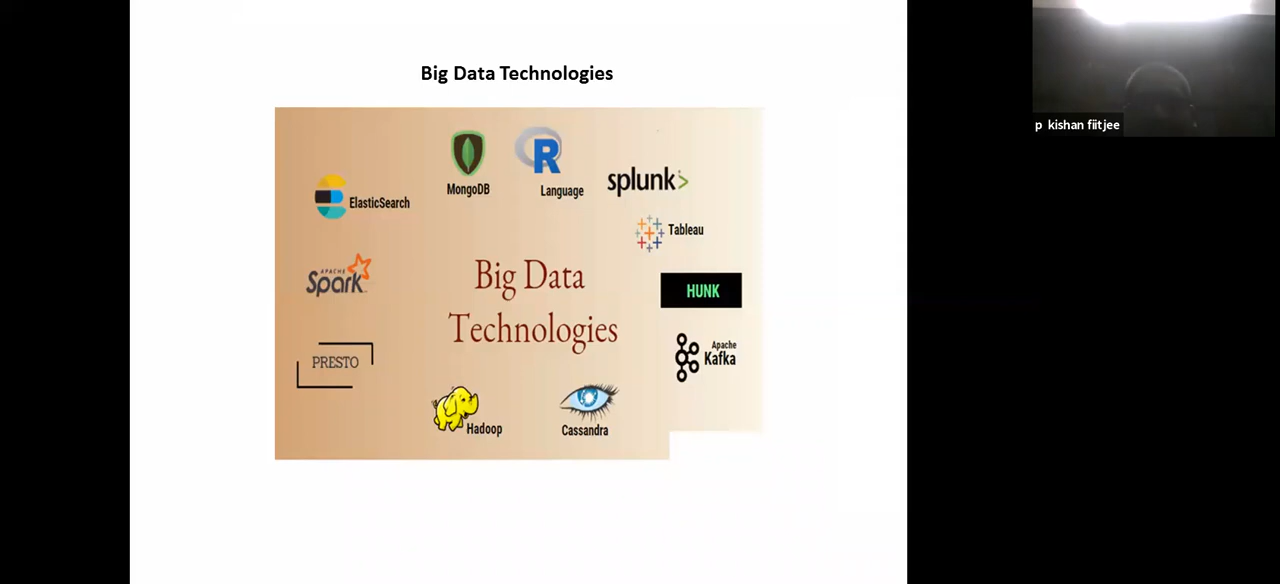 Big Data Technologies
p kishan fiitjee
MongoDB
R
Language
splunk>
ElasticSearch
Tableau
APACHE
Spark
Big Data
Technologies
HUNK
PRESTO
Apache
Kafka
Hadoop
Cassandra